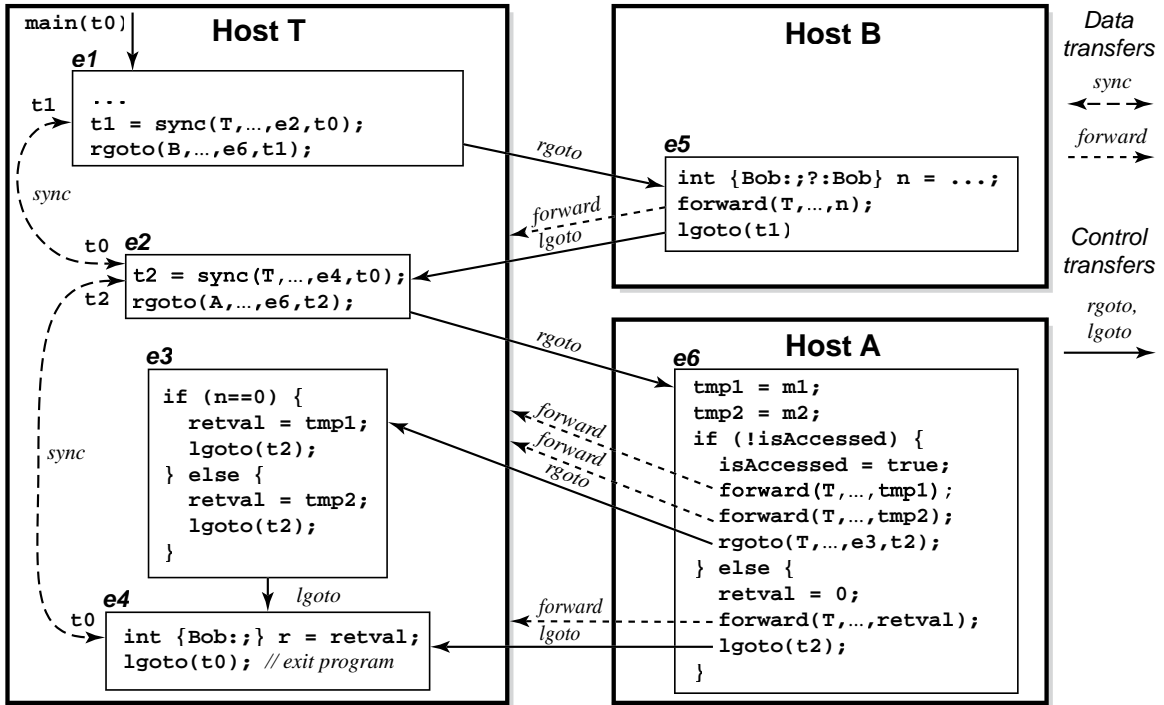 main(t0)
Host T
e1
...
t1 = sync(T,…,e2,t0);
rgoto(B,…,e6,t1);
t1
sync
t0
e2
t2 = sync(T,…,e4,t0);
rgoto(A,…,e6,t2);
t2
sync
e3
if (n==0) {
retval = tmp1;
lgoto(t2);
} else {
retval = tmp2;
lgoto(t2);
}
lgoto
t0
e4
int {Bob:;} r = retval;
lgoto(t0); // exit program
rgoto
forward
lgoto
rgoto
forward
forward
rgoto
forward
lgoto
Host B
e5
int {Bob:;?:Bob} n = ...;
forward(T,…,n);
lgoto(t1)
Host A
e6
tmp1 = m1;
tmp2 = m2;
if (!isAccessed) {
isAccessed = true;
forward(T,…,tmp1);
forward(T,…,tmp2);
rgoto(T,…,e3,t2);
} else {
retval = 0;
forward(T,…,retval);
lgoto(t2);
}
Data
transfers
sync
forward
Control
transfers
rgoto,
lgoto